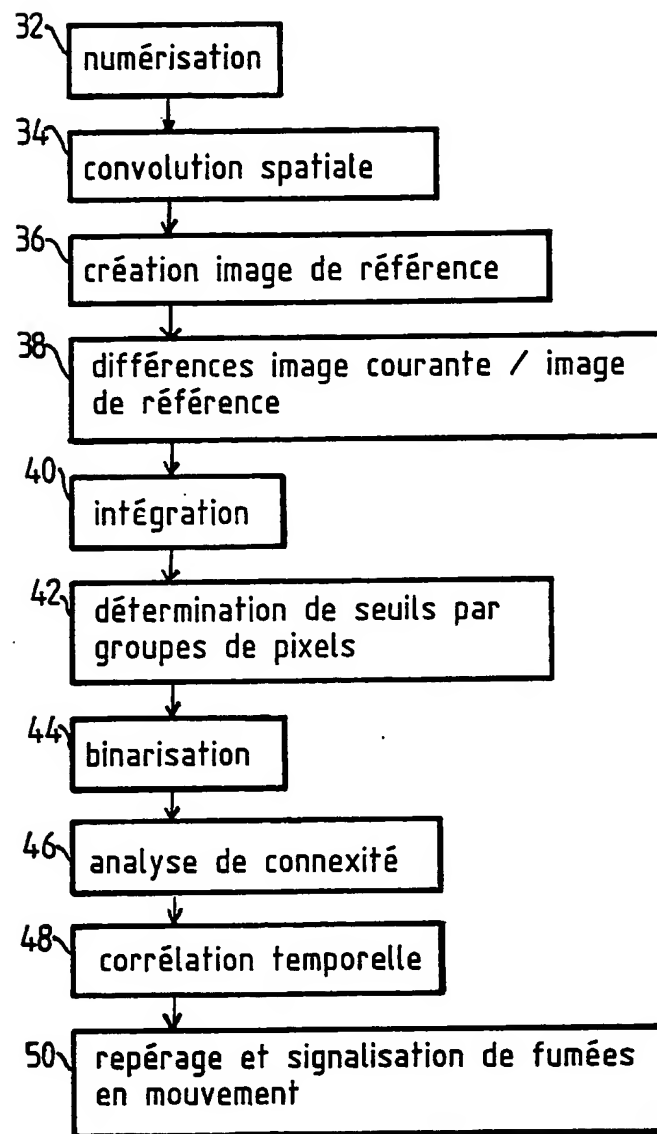 32
numérisation
34
convolution spatiale
36
création image de référence
38
différences image courante / image
de référence
40
intégration
42
détermination de seuils par
groupes de pixels
44
binarisation
46
analyse de connexité
48
corrélation temporelle
50
repérage et signalisation de fumées
en mouvement